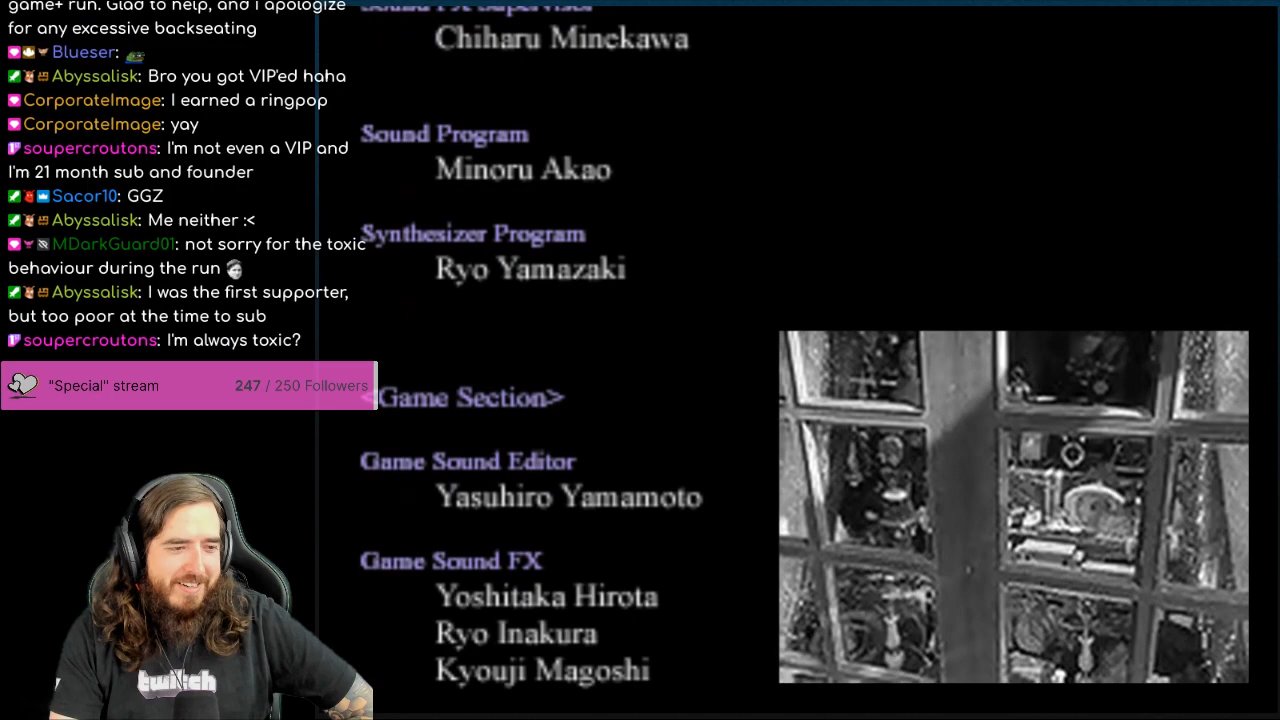 game+ run. Glad to help, and I apologize
for any excessive backseating
Blueser:
Abyssalisk: Bro you got VIP'ed haha
CorporateImage: I earned a ringpop
CorporateImage: yay
soupercroutons: I'm not even a VIP and
I'm 21 month sub and founder
Sacor10: GGZ
Abyssalisk: Me neither :<
MDarkGuard01: not sorry for the toxic
behaviour during the run
Abyssalisk: I was the first supporter,
but too poor at the time to sub
soupercroutons: I'm always toxic?
"Special" stream 247 / 250 Followers
twitch
Sound FX Supervisor
Chiharu Minekawa
Sound Program
Minoru Akao
Synthesizer Program
Ryo Yamazaki
<Game Section>
Game Sound Editor
Yasuhiro Yamamoto
Game Sound FX
Yoshitaka Hirota
Ryo Inakura
Kyouji Magoshi